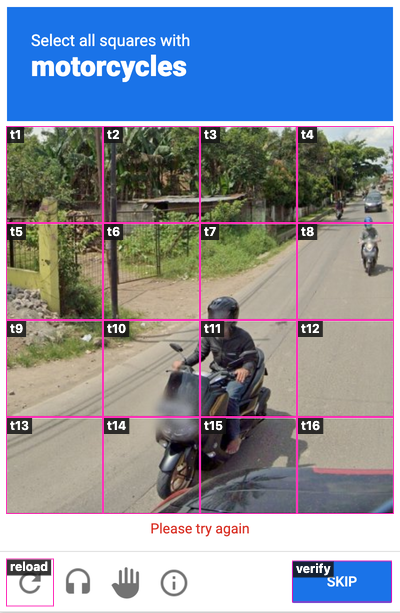 Select all squares with
motorcycles
t1 t2 t3 t4
t5 t6 t7 t8
t9 t10 t11 t12
t13 t14 t15 t16
Please try again
reload
verify
SKIP